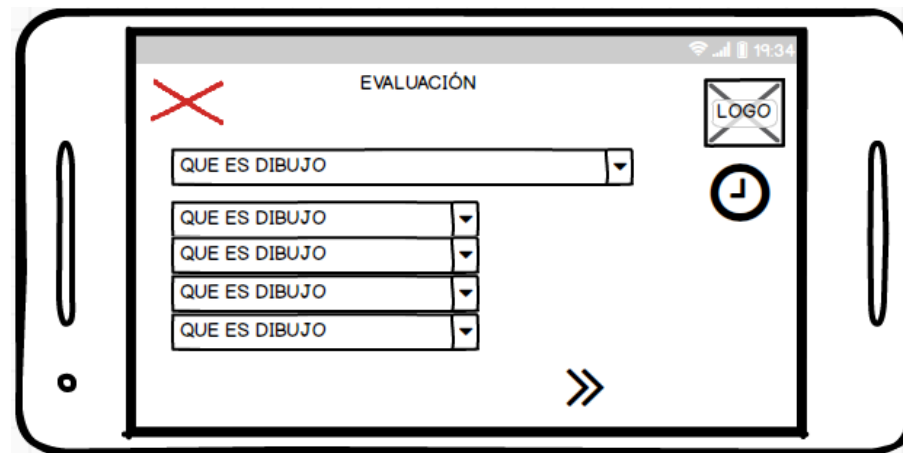 19:34
EVALUACIÓN
LOGO
QUE ES DIBUJO
QUE ES DIBUJO
QUE ES DIBUJO
QUE ES DIBUJO
QUE ES DIBUJO